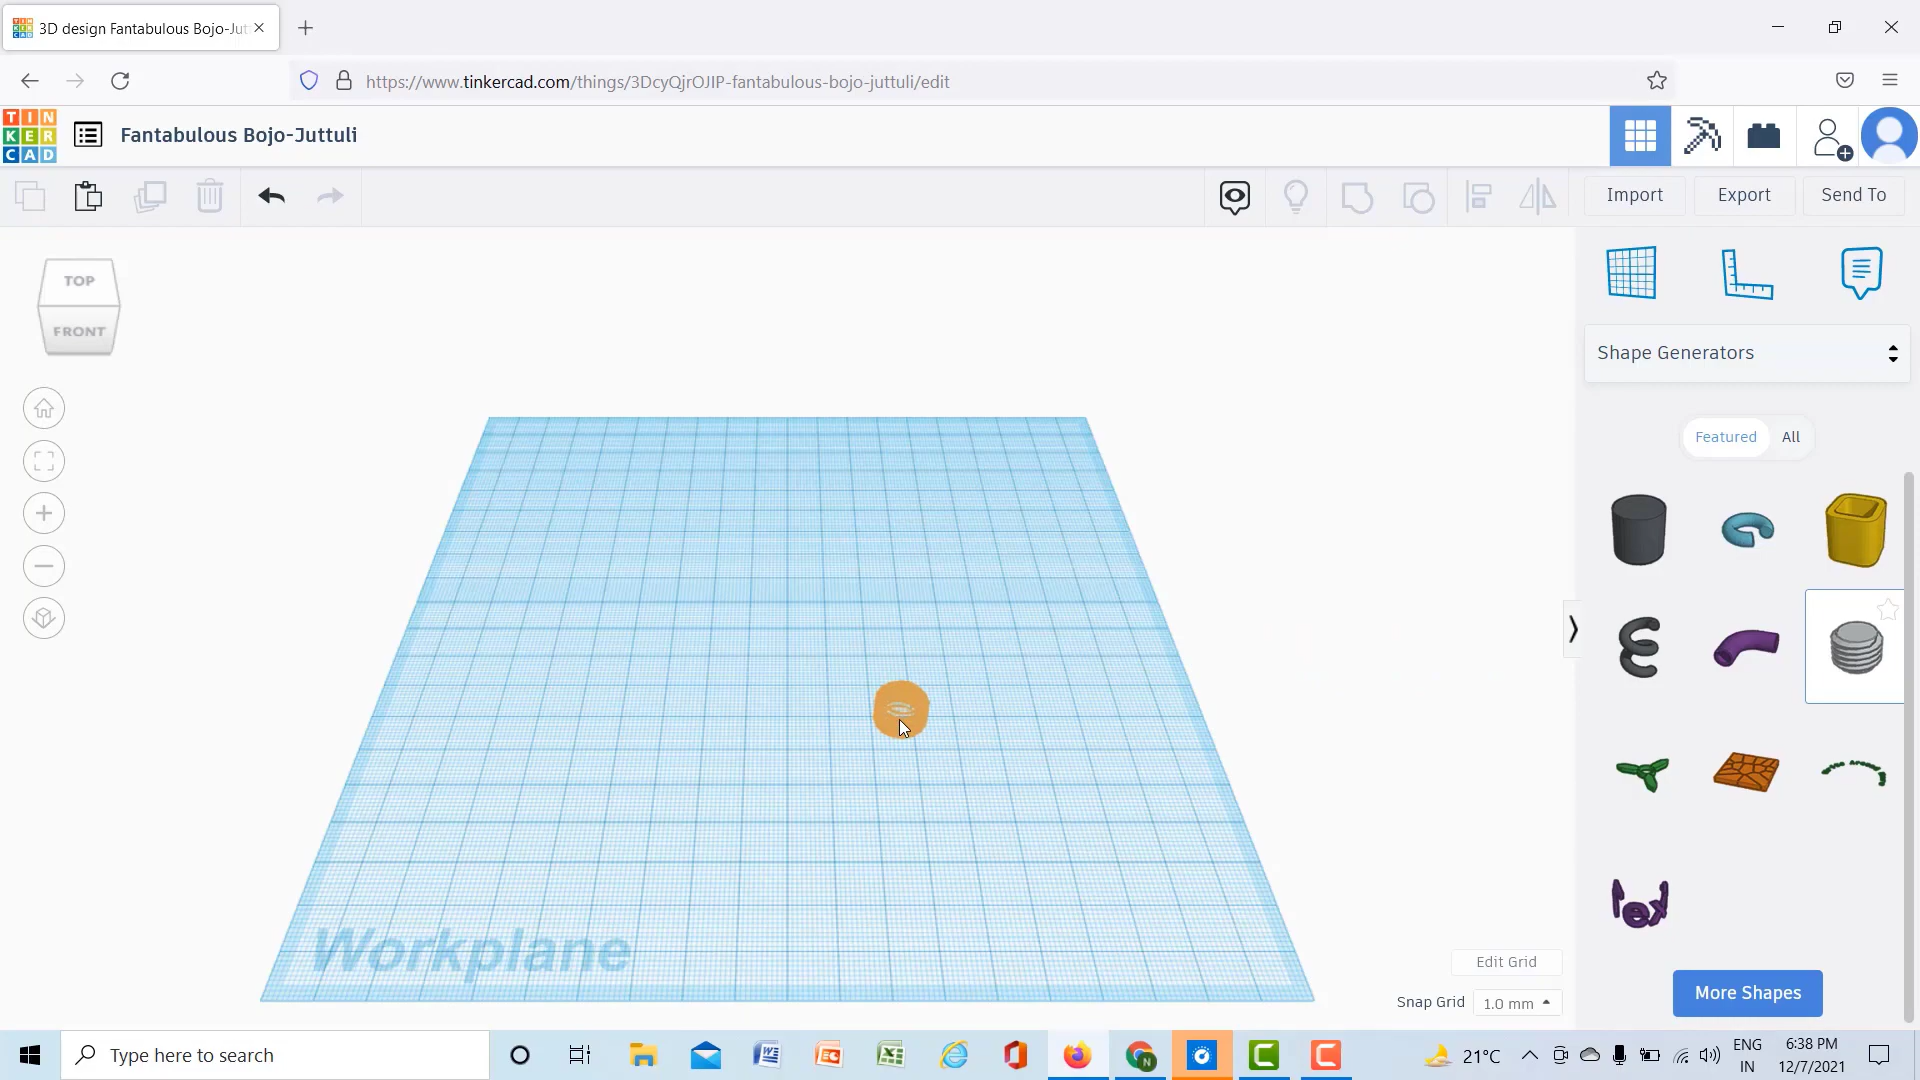 3D design Fantabulous Bojo-Jut
https://www.tinkercad.com/things/3DcyQjrOJIP-fantabulous-bojo-juttuli/edit
TIN
KER
CAD
Fantabulous Bojo-Juttuli
Import
Export
Send To
TOP
FRONT
Shape Generators
Featured
All
Workplane
Edit Grid
Snap Grid
1.0 mm
More Shapes
Type here to search
21°C
ENG
IN
6:38 PM
12/7/2021